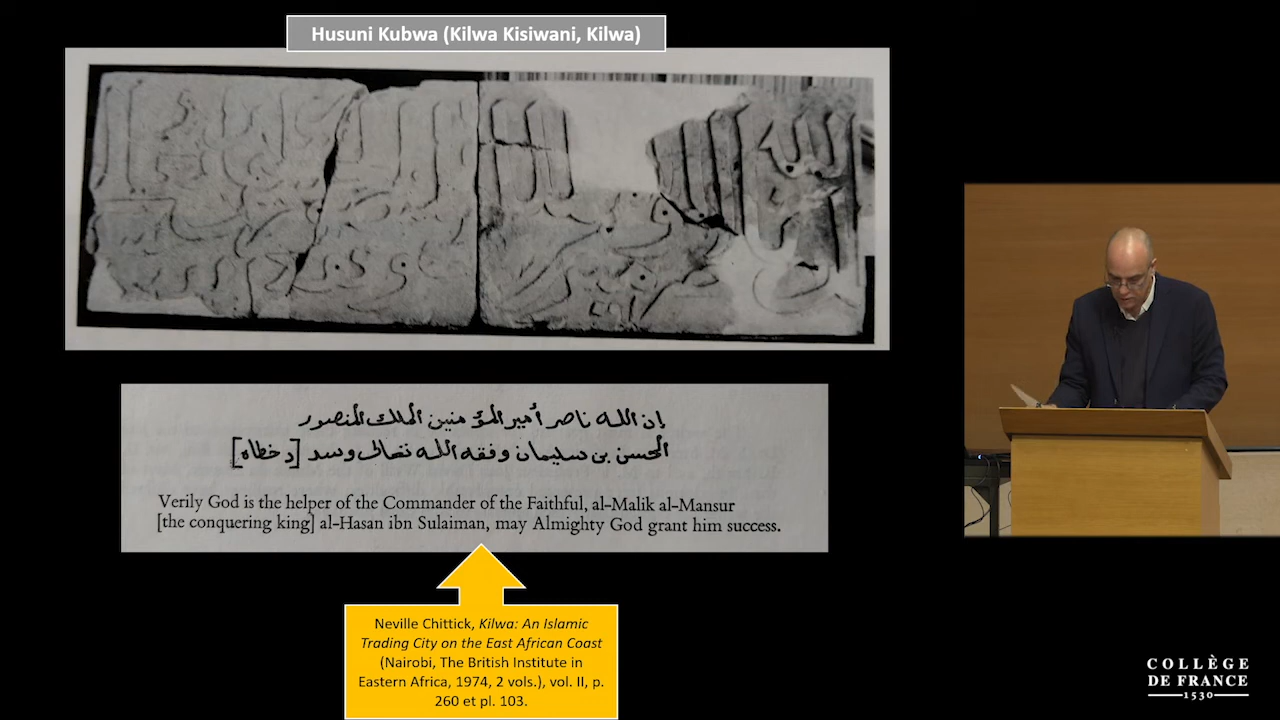 Husuni Kubwa (Kilwa Kisiwani, Kilwa)
إن الله ناصر أمير المؤمنين الملك المنصور
الحسن بن سليمان وفقه الله تعالى وسد [د خطاه]
Verily God is the helper of the Commander of the Faithful, al-Malik al-Mansur
[the conquering king] al-Hasan ibn Sulaiman, may Almighty God grant him success.
Neville Chittick, Kilwa: An Islamic
Trading City on the East African Coast
(Nairobi, The British Institute in
Eastern Africa, 1974, 2 vols.), vol. II, p.
260 et pl. 103.
COLLÈGE
DE FRANCE
1530